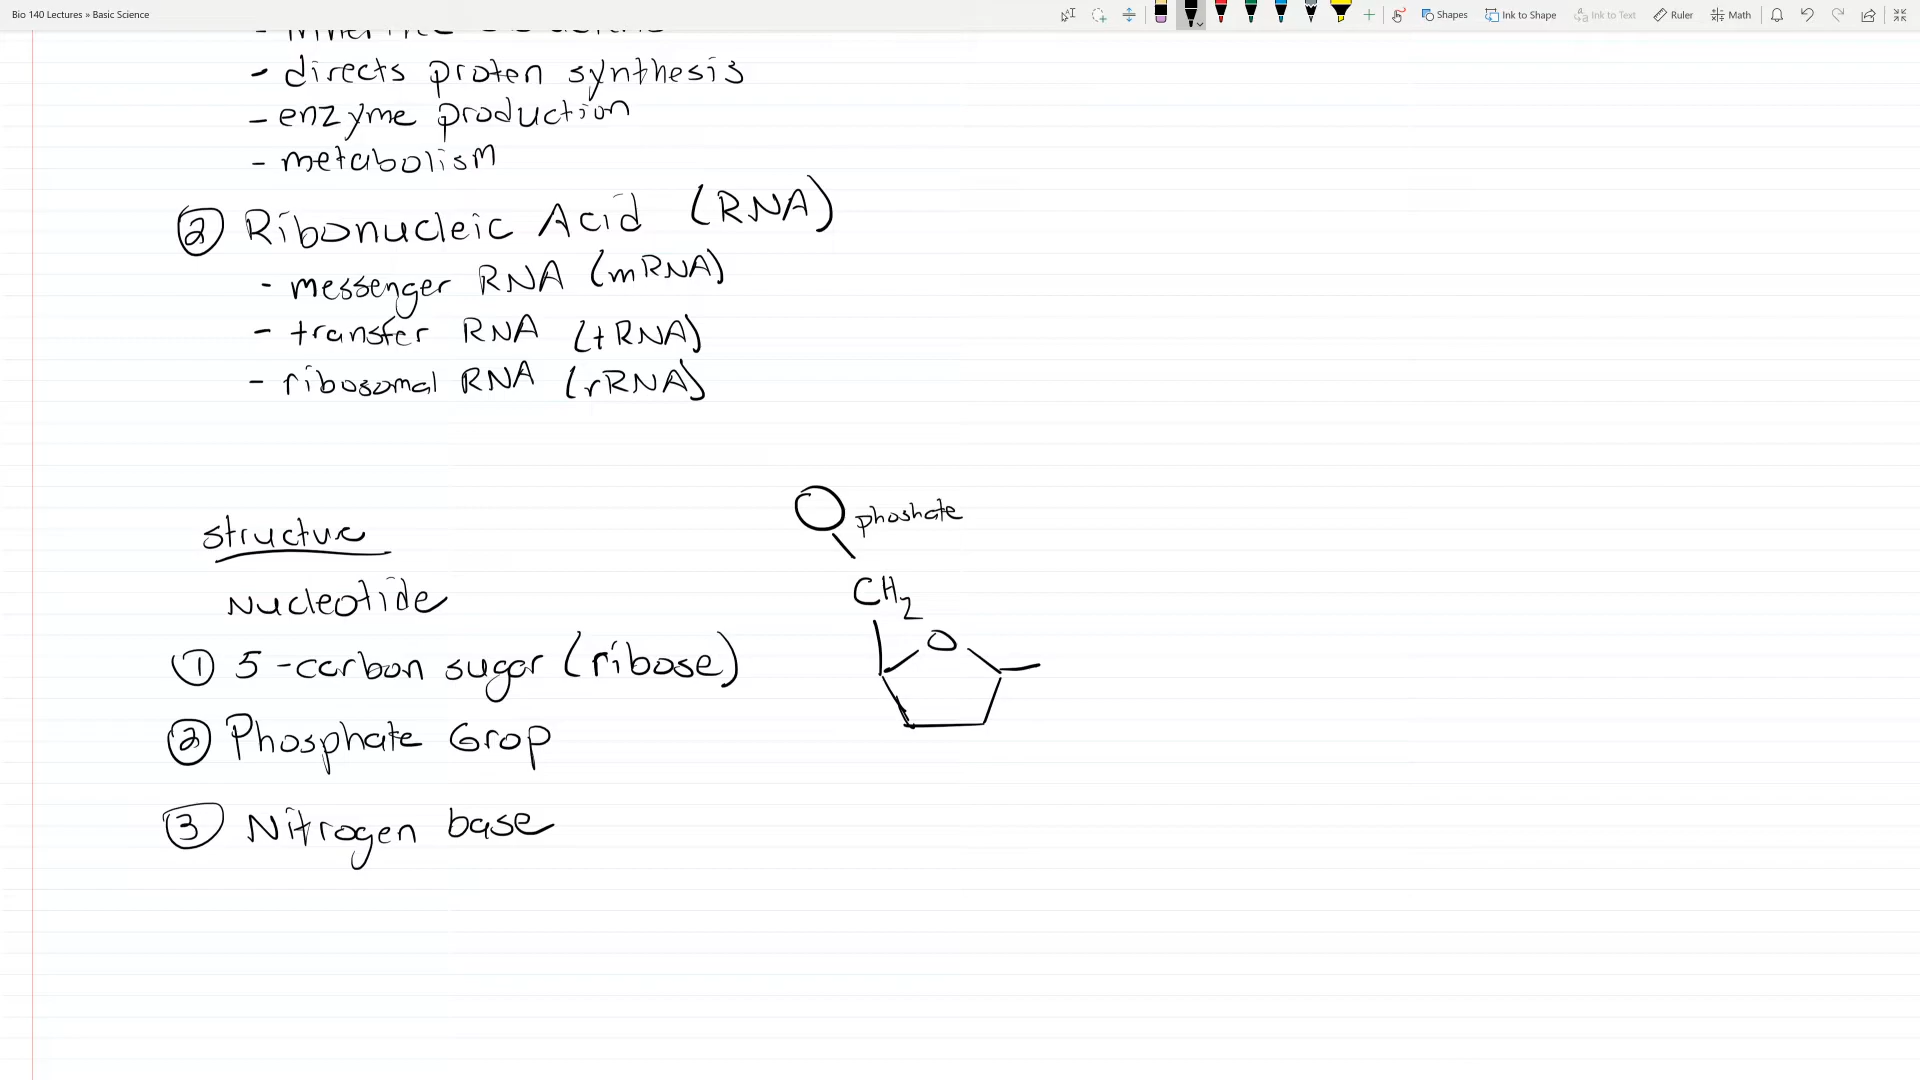 Bio 140 Lectures » Basic Science
Shapes Ink to Shape Ink to Text Ruler Math
- directs proten synthesis
- enzyme production
- metabolism
② Ribonucleic Acid (RNA)
- messenger RNA (mRNA)
- transfer RNA (tRNA)
- ribosomal RNA (rRNA)
structure
Nucleotide
① 5-carbon sugar (ribose)
② Phosphate Grop
③ Nitrogen base
phoshate
CH2
O